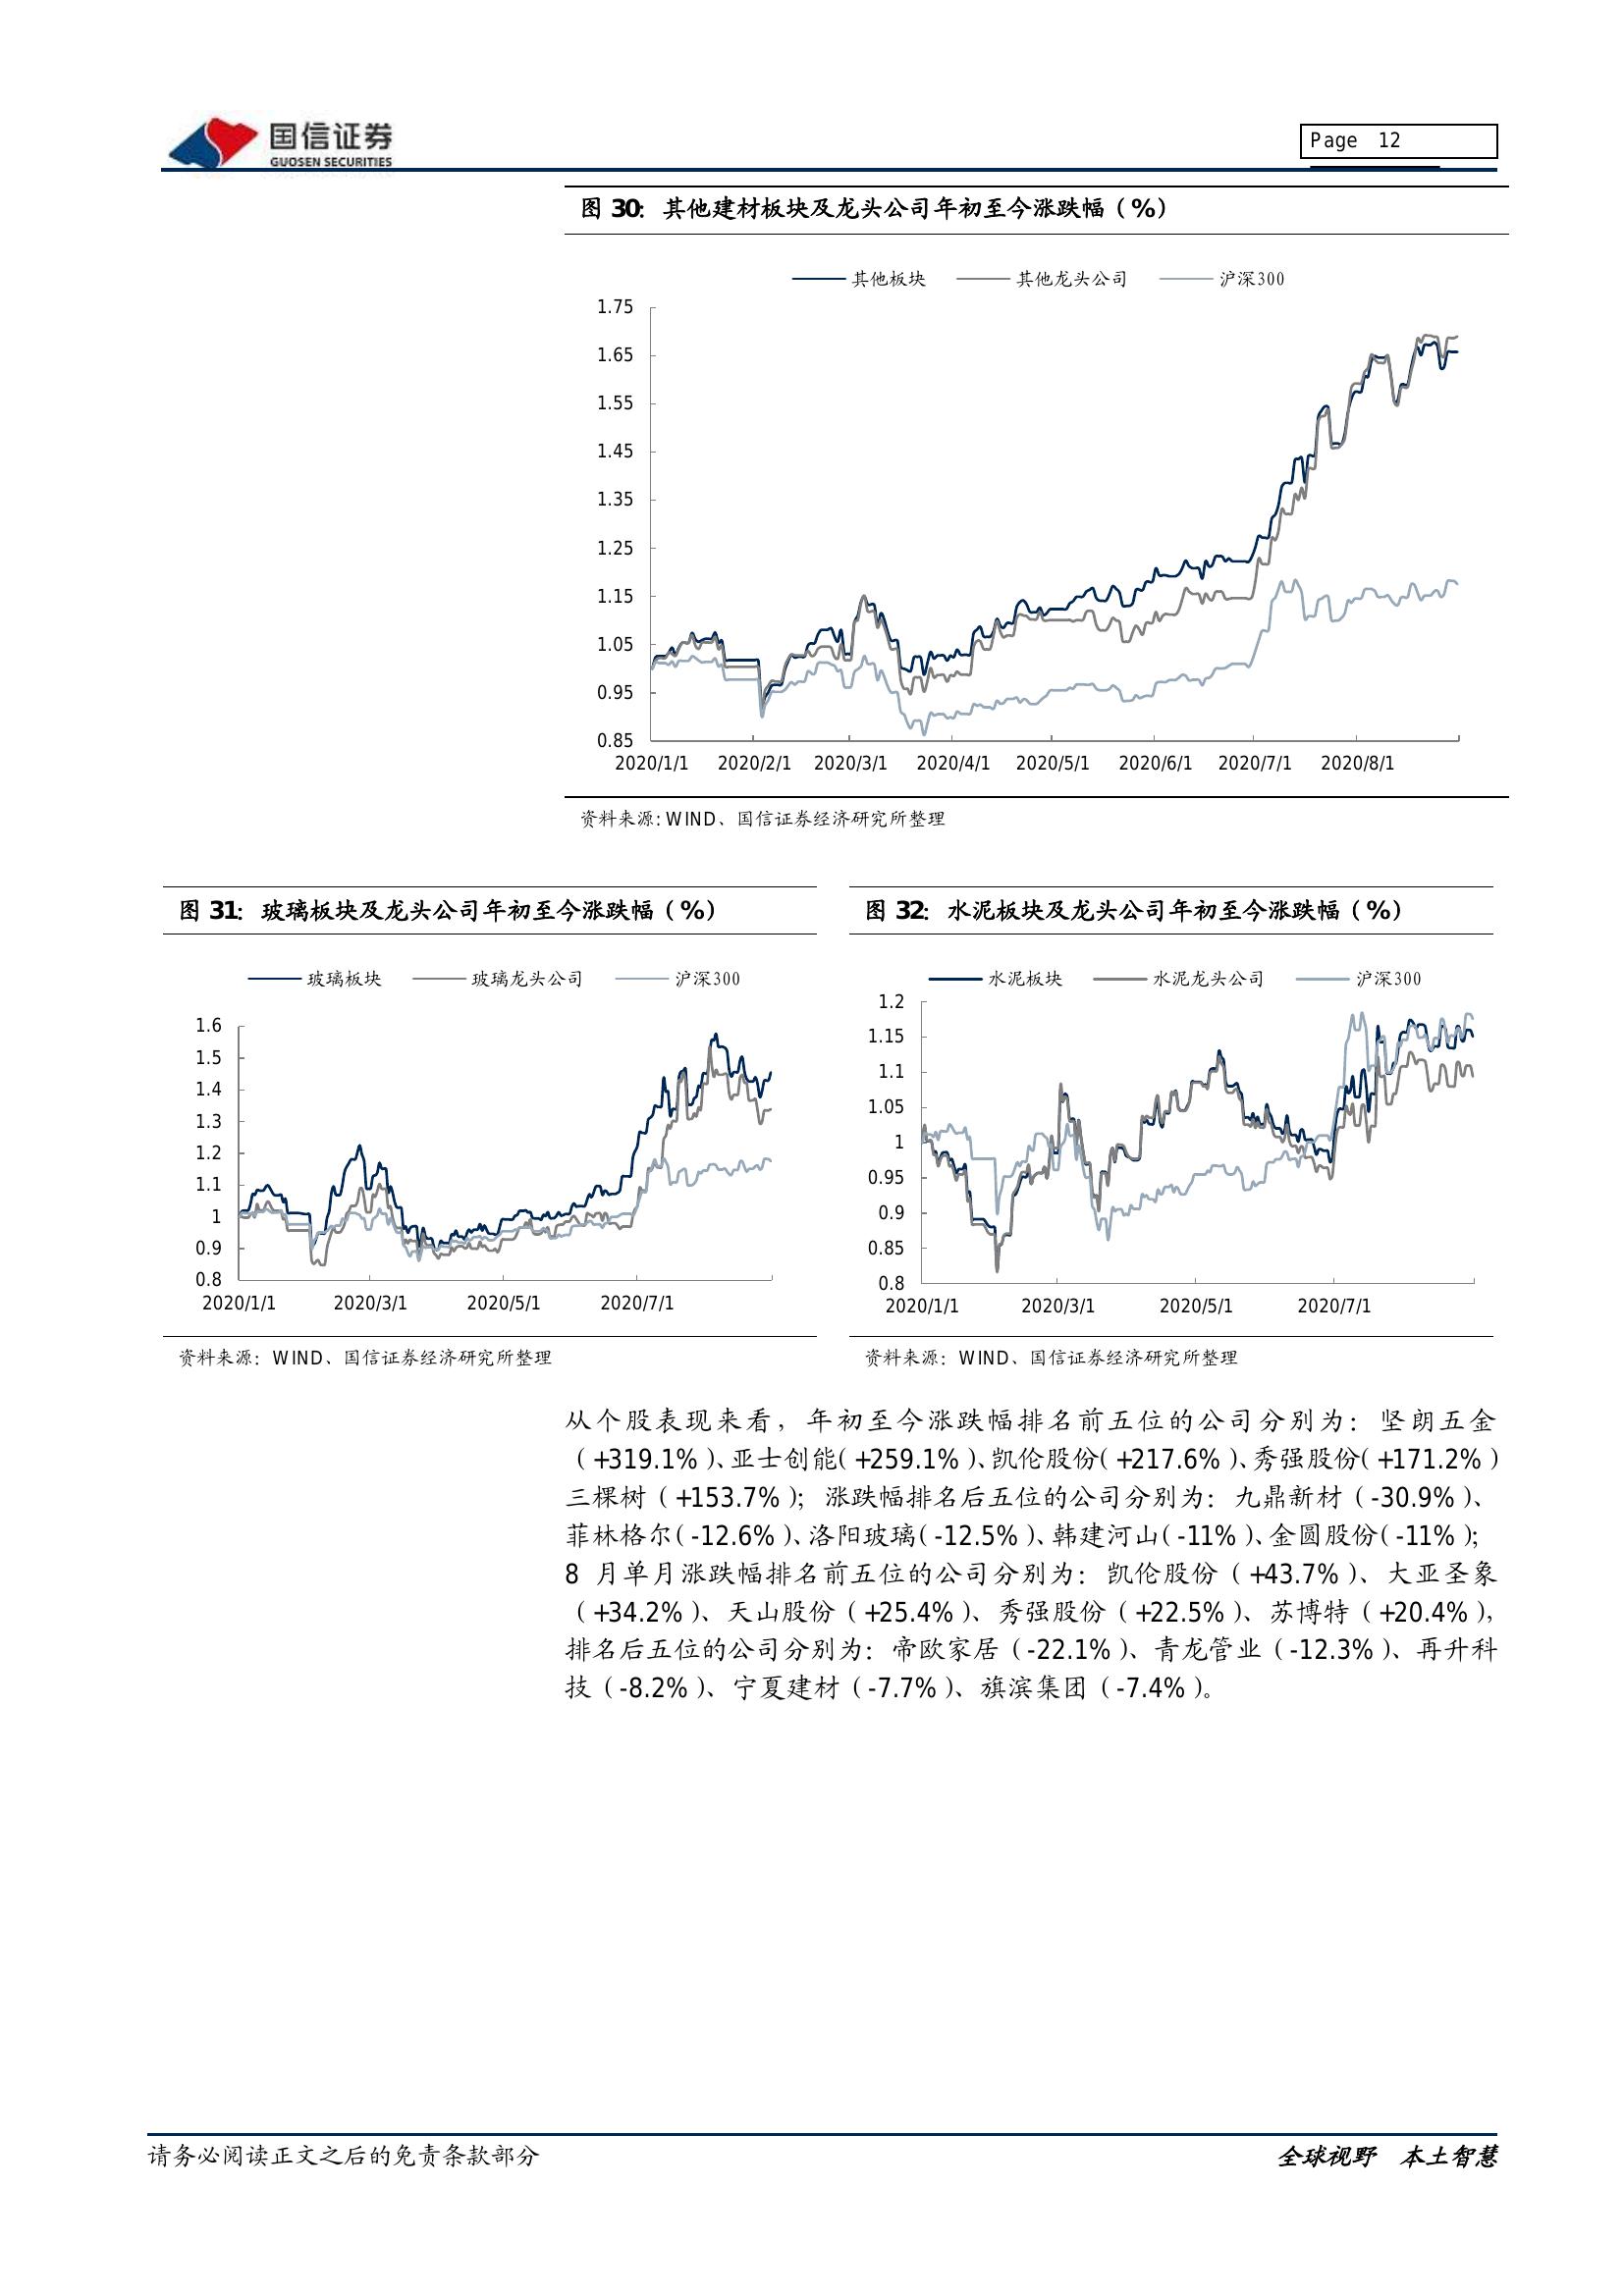 国信证券
GUOSEN SECURITIES
Page 12
图 30：其他建材板块及龙头公司年初至今涨跌幅（%）
其他板块 其他龙头公司 沪深300
1.75
1.65
1.55
1.45
1.35
1.25
1.15
1.05
0.95
0.85
2020/1/1 2020/2/1 2020/3/1 2020/4/1 2020/5/1 2020/6/1 2020/7/1 2020/8/1
资料来源：WIND、国信证券经济研究所整理
图 31：玻璃板块及龙头公司年初至今涨跌幅（%）
玻璃板块 玻璃龙头公司 沪深300
1.6
1.5
1.4
1.3
1.2
1.1
1
0.9
0.8
2020/1/1 2020/3/1 2020/5/1 2020/7/1
资料来源：WIND、国信证券经济研究所整理
图 32：水泥板块及龙头公司年初至今涨跌幅（%）
水泥板块 水泥龙头公司 沪深300
1.2
1.15
1.1
1.05
1
0.95
0.9
0.85
0.8
2020/1/1 2020/3/1 2020/5/1 2020/7/1
资料来源：WIND、国信证券经济研究所整理
从个股表现来看，年初至今涨跌幅排名前五位的公司分别为：坚朗五金
（+319.1%）、亚士创能（+259.1%）、凯伦股份（+217.6%）、秀强股份（+171.2%）
三棵树（+153.7%）；涨跌幅排名后五位的公司分别为：九鼎新材（-30.9%）、
菲林格尔（-12.6%）、洛阳玻璃（-12.5%）、韩建河山（-11%）、金圆股份（-11%）；
8 月单月涨跌幅排名前五位的公司分别为：凯伦股份（+43.7%）、大亚圣象
（+34.2%）、天山股份（+25.4%）、秀强股份（+22.5%）、苏博特（+20.4%），
排名后五位的公司分别为：帝欧家居（-22.1%）、青龙管业（-12.3%）、再升科
技（-8.2%）、宁夏建材（-7.7%）、旗滨集团（-7.4%）。
请务必阅读正文之后的免责条款部分
全球视野 本土智慧